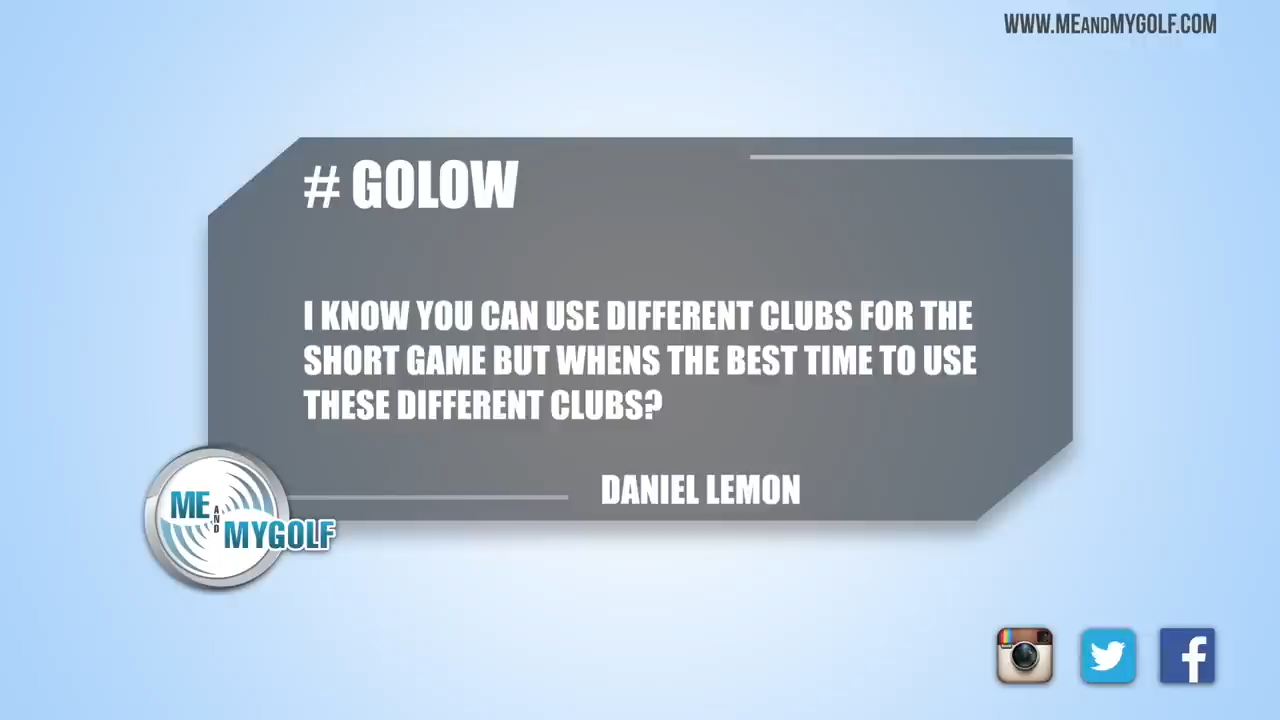 WWW.MEANDMYGOLF.COM
# GOLOW
I KNOW YOU CAN USE DIFFERENT CLUBS FOR THE
SHORT GAME BUT WHENS THE BEST TIME TO USE
THESE DIFFERENT CLUBS?
DANIEL LEMON
ME AND MYGOLF